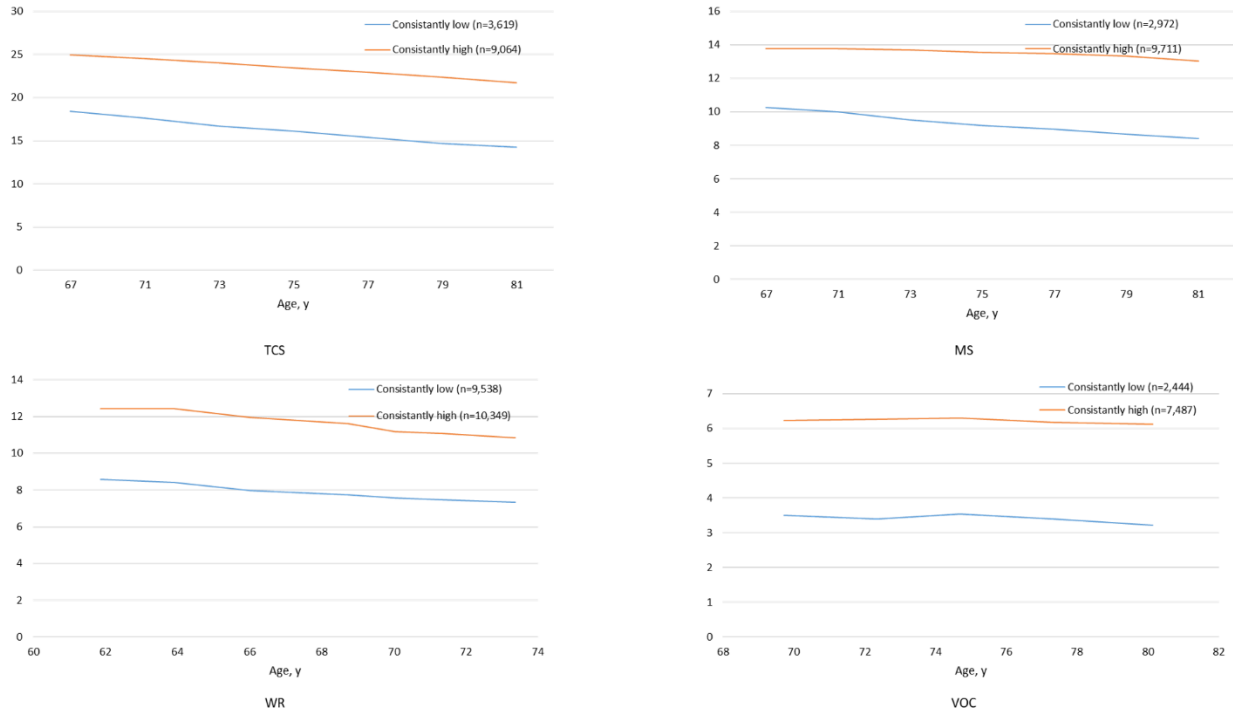 30
25
20
15
10
5
0
Consistantly low (n=3,619)
Consistantly high (n=9,064)
67 71 73 75 77 79 81
Age, y
TCS
16
14
12
10
8
6
4
2
0
Consistantly low (n=2,972)
Consistantly high (n=9,711)
67 71 73 75 77 79 81
Age, y
MS
14
12
10
8
6
4
2
0
Consistantly low (n=9,538)
Consistantly high (n=10,349)
60 62 64 66 68 70 72 74
Age, y
WR
7
6
5
4
3
2
1
0
Consistantly low (n=2,444)
Consistantly high (n=7,487)
68 70 72 74 76 78 80 82
Age, y
VOC